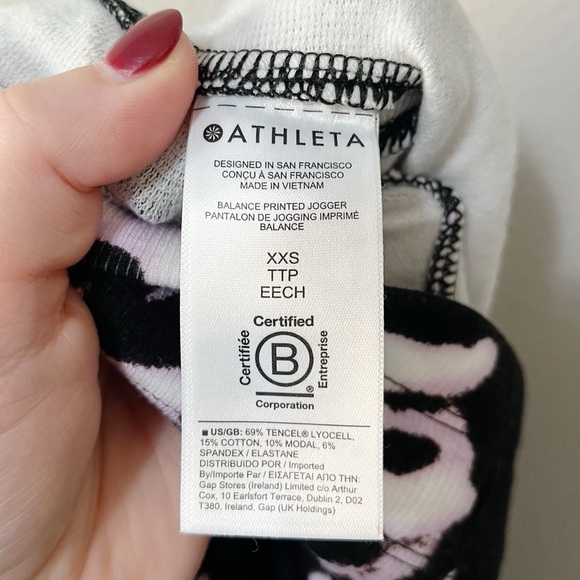 ATHLETA
DESIGNED IN SAN FRANCISCO
CONÇU À SAN FRANCISCO
MADE IN VIETNAM
BALANCE PRINTED JOGGER
PANTALON DE JOGGING IMPRIMÉ
BALANCE
XXS
TTP
EECH
Certified
Certifiée
B
Entreprise
®
Corporation
US/GB: 69% TENCEL® LYOCELL,
15% COTTON, 10% MODAL, 6%
SPANDEX / ELASTANE
DISTRIBUIDO POR / Imported
By/Importe Par / ΕΙΣΑΓΕΤΑΙ ΑΠΟ ΤΗΝ:
Gap Stores (Ireland) Limited c/o Arthur
Cox, 10 Earlsfort Terrace, Dublin 2, D02
T380, Ireland, Gap (UK Holdings)